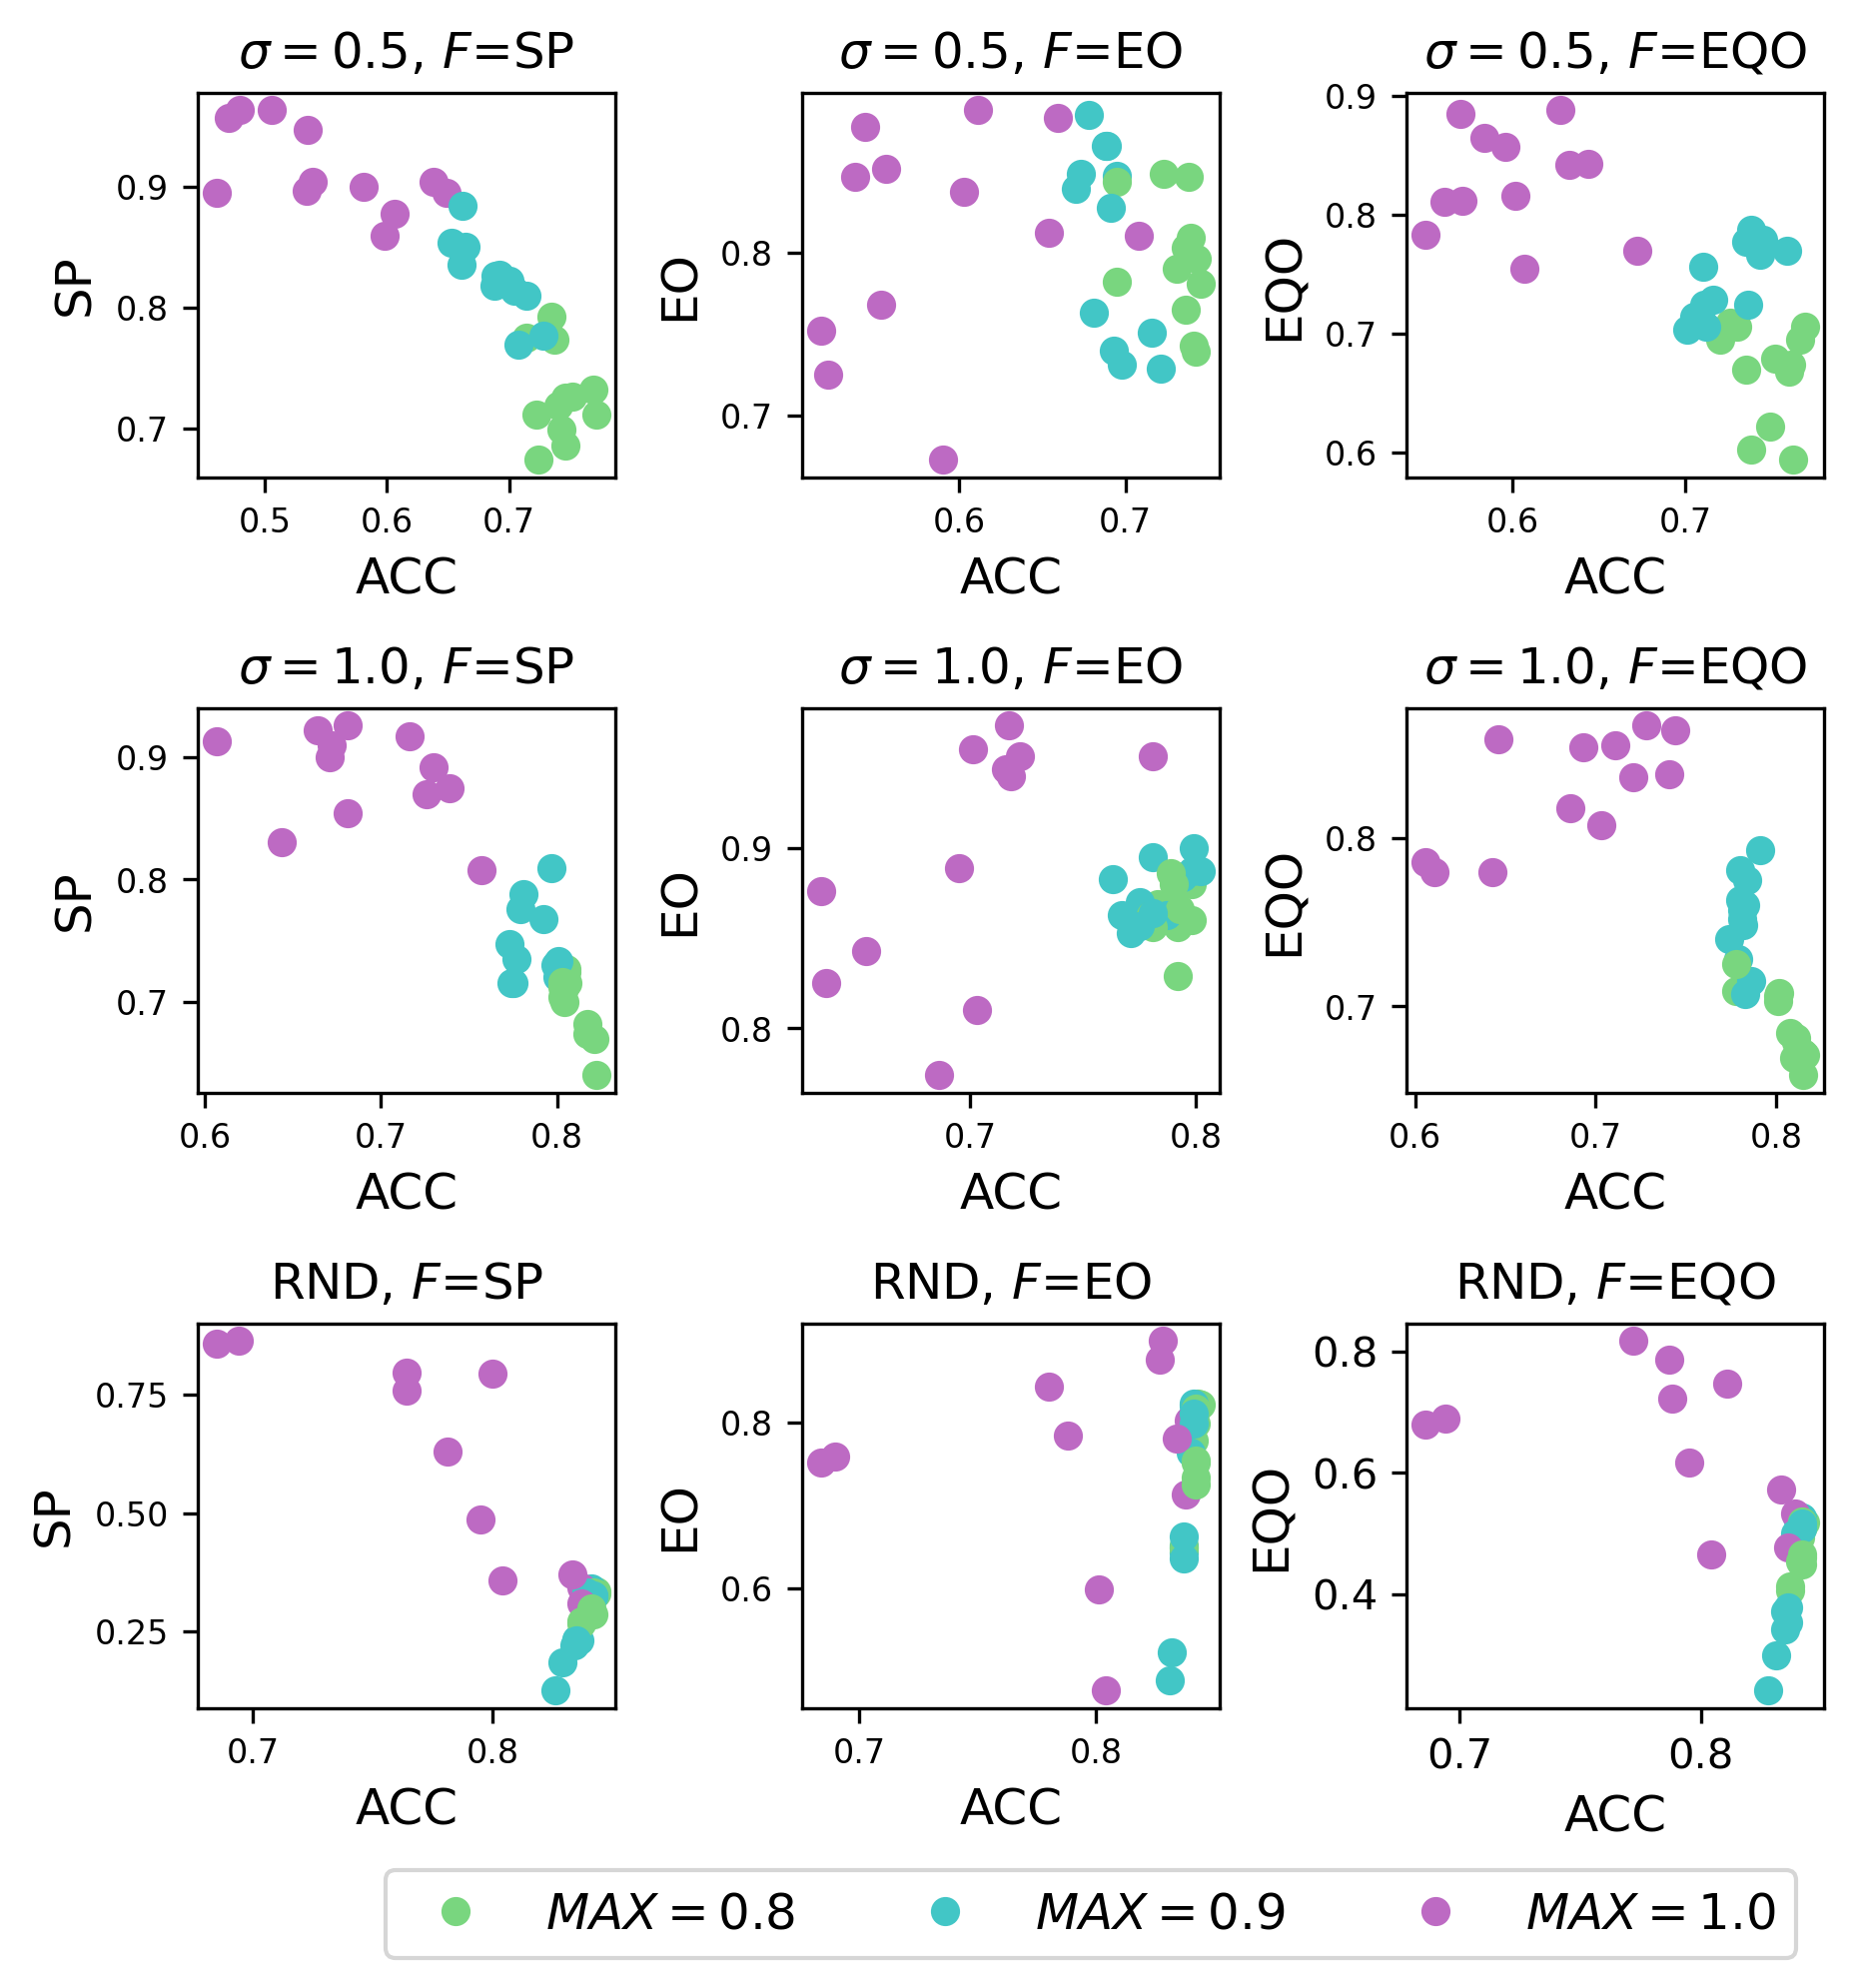 σ = 0.5, F=SP
σ = 0.5, F=EO
σ = 0.5, F=EQO
SP
0.9
0.8
0.7
0.5 0.6 0.7
ACC
EO
0.8
0.7
0.6 0.7
ACC
EQO
0.9
0.8
0.7
0.6
0.6 0.7
ACC
σ = 1.0, F=SP
σ = 1.0, F=EO
σ = 1.0, F=EQO
SP
0.9
0.8
0.7
0.6 0.7 0.8
ACC
EO
0.9
0.8
0.7 0.8
ACC
EQO
0.8
0.7
0.6 0.7 0.8
ACC
RND, F=SP
RND, F=EO
RND, F=EQO
SP
0.75
0.50
0.25
0.7 0.8
ACC
EO
0.8
0.6
0.7 0.8
ACC
EQO
0.8
0.6
0.4
0.7 0.8
ACC
MAX = 0.8 MAX = 0.9 MAX = 1.0